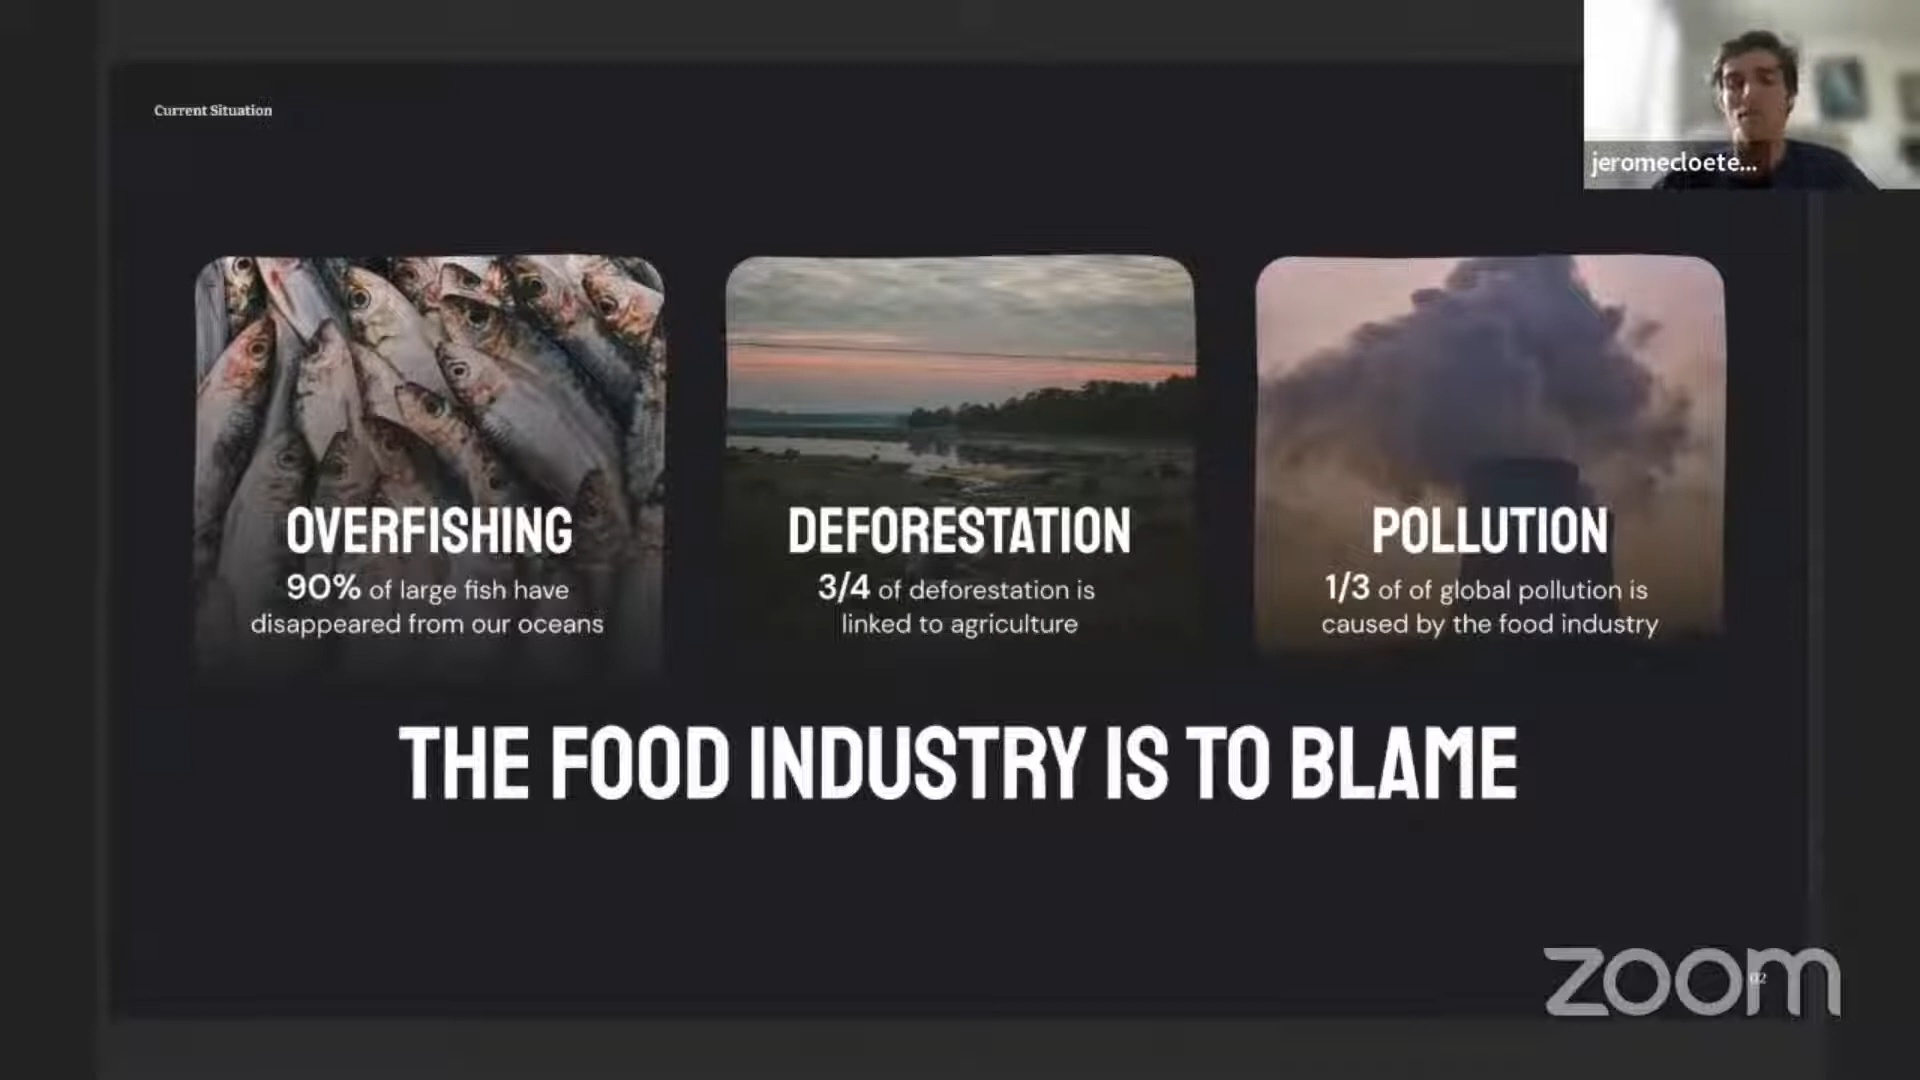 Current Situation
jeromecloete...
OVERFISHING
90% of large fish have
disappeared from our oceans
DEFORESTATION
3/4 of deforestation is
linked to agriculture
POLLUTION
1/3 of of global pollution is
caused by the food industry
THE FOOD INDUSTRY IS TO BLAME
zoom
02